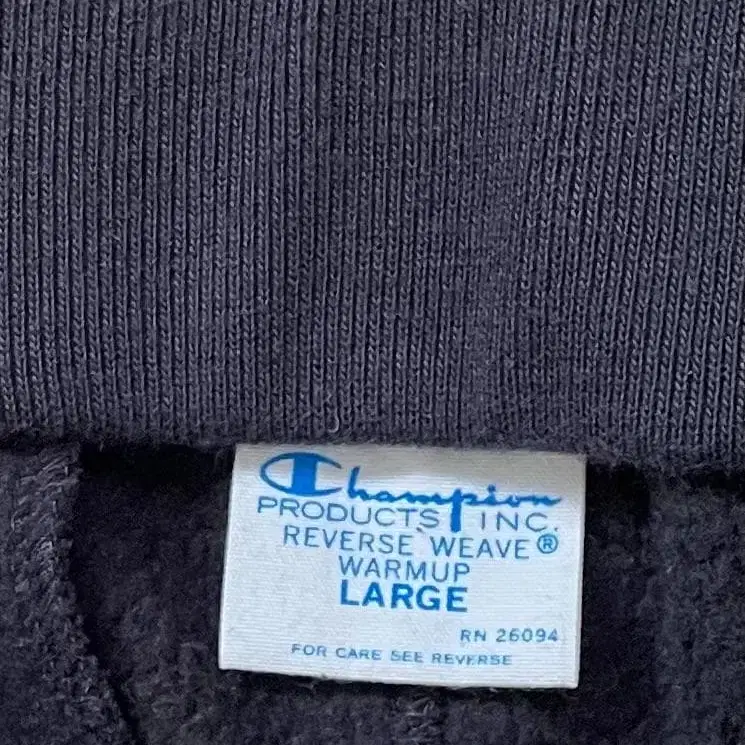 Champion
PRODUCTS INC.
REVERSE WEAVE®
WARMUP
LARGE
RN 26094
FOR CARE SEE REVERSE